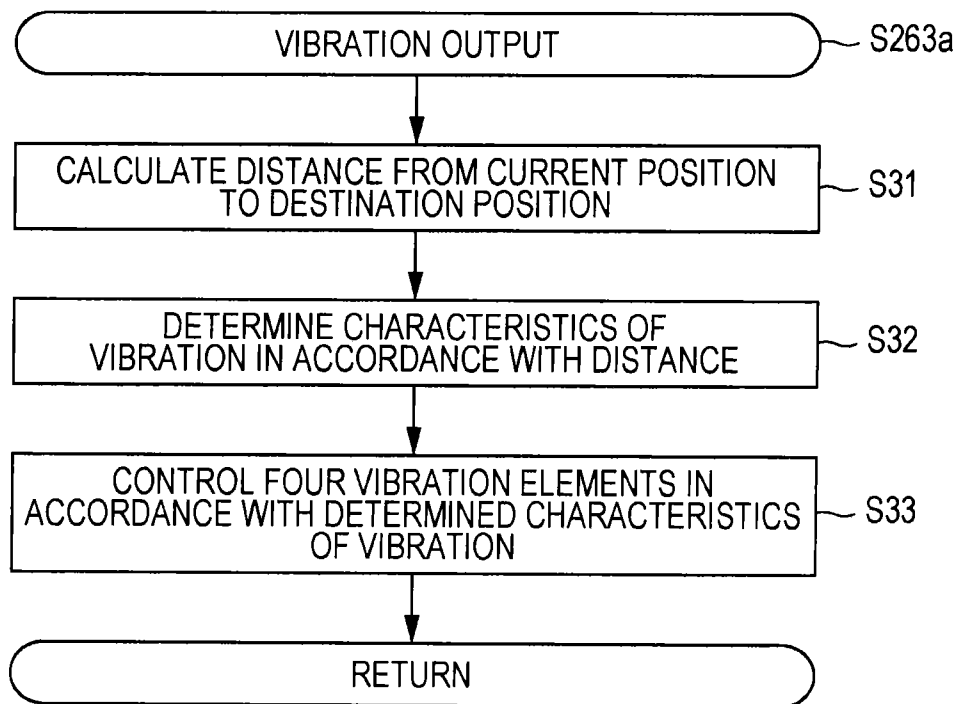 VIBRATION OUTPUT
S263a
CALCULATE DISTANCE FROM CURRENT POSITION
TO DESTINATION POSITION
S31
DETERMINE CHARACTERISTICS OF
VIBRATION IN ACCORDANCE WITH DISTANCE
S32
CONTROL FOUR VIBRATION ELEMENTS IN
ACCORDANCE WITH DETERMINED CHARACTERISTICS
OF VIBRATION
S33
RETURN